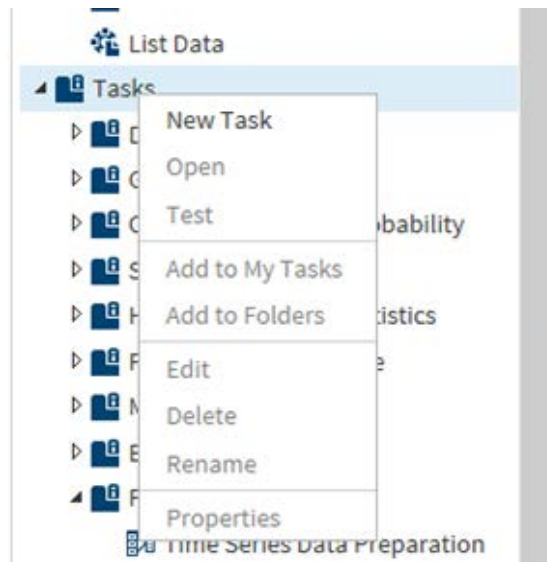 List Data
Tasks
New Task
Open
Test
Add to My Tasks
Add to Folders
Edit
Delete
Rename
Properties
Time Series Data Preparation